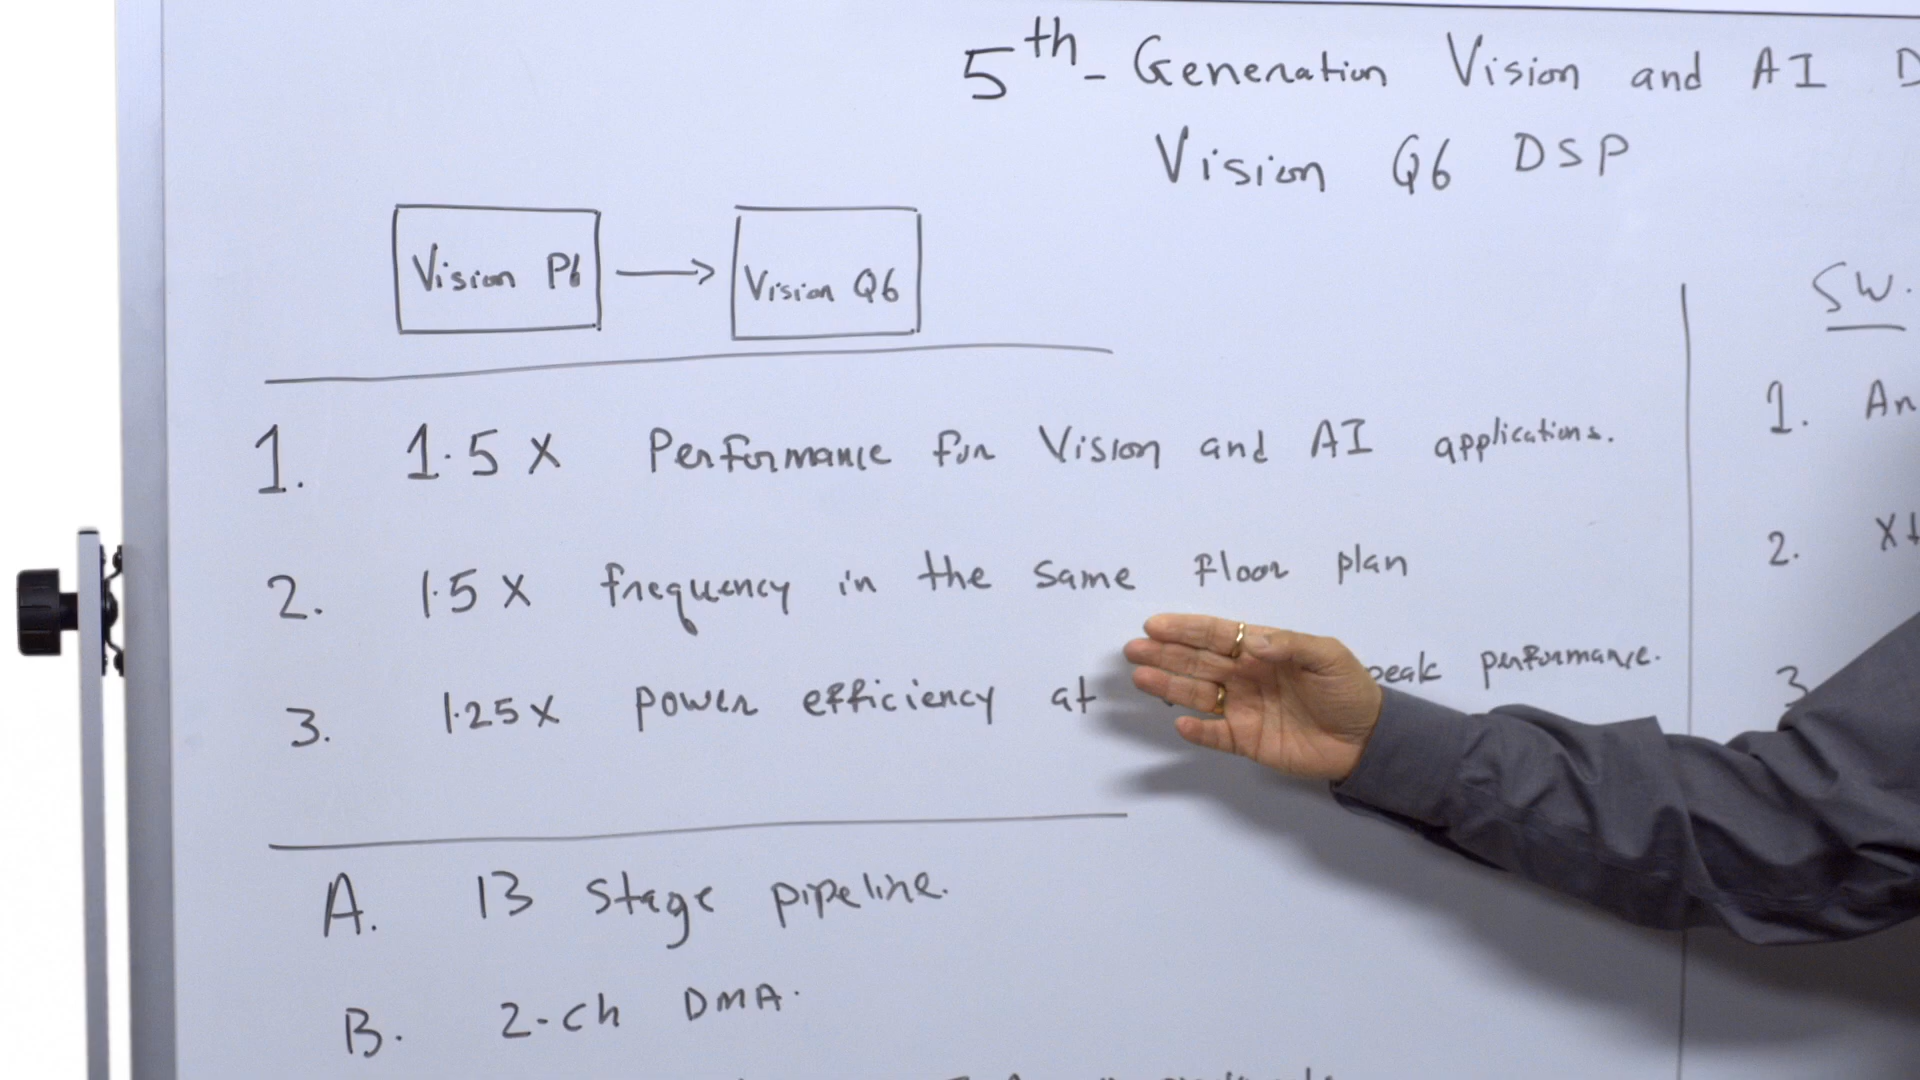 5th- Generation Vision and AI D
Vision Q6 DSP
Vision P6 → Vision Q6
1. 1.5 X Performance for Vision and AI applications.
2. 1.5 X frequency in the same floor plan
3. 1.25 X power efficiency at peak performance.
A. 13 stage pipeline.
B. 2-ch DMA.
SW.
1. An
2. Xt
3